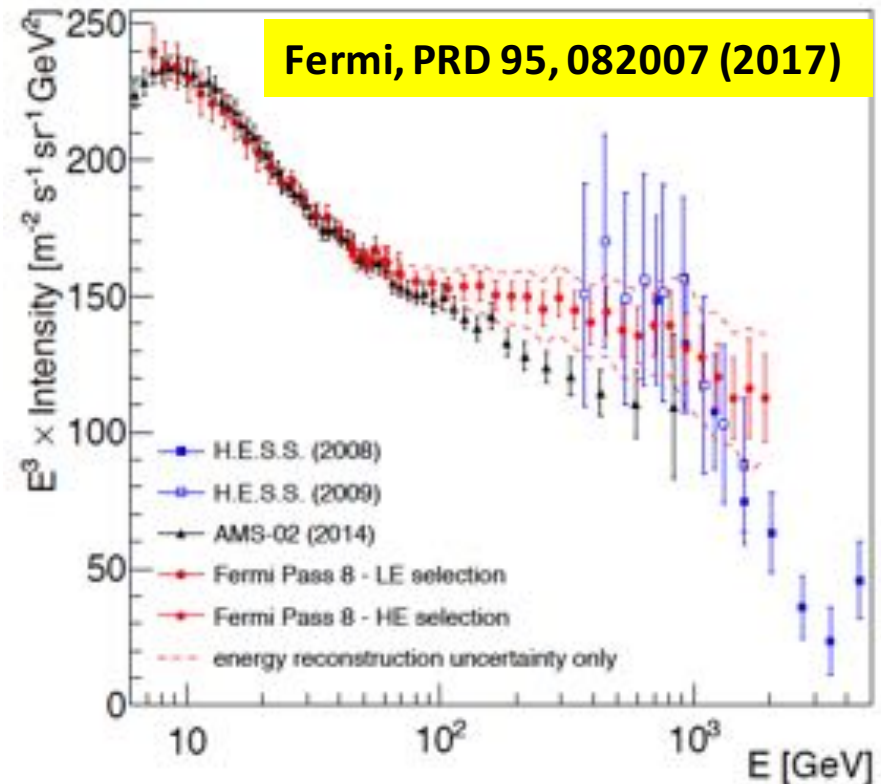 Fermi, PRD 95, 082007 (2017)
E³ × Intensity [m⁻² s⁻¹ sr⁻¹ GeV²]
250
200
150
100
50
0
H.E.S.S. (2008)
H.E.S.S. (2009)
AMS-02 (2014)
Fermi Pass 8 - LE selection
Fermi Pass 8 - HE selection
energy reconstruction uncertainty only
10
10²
10³
E [GeV]